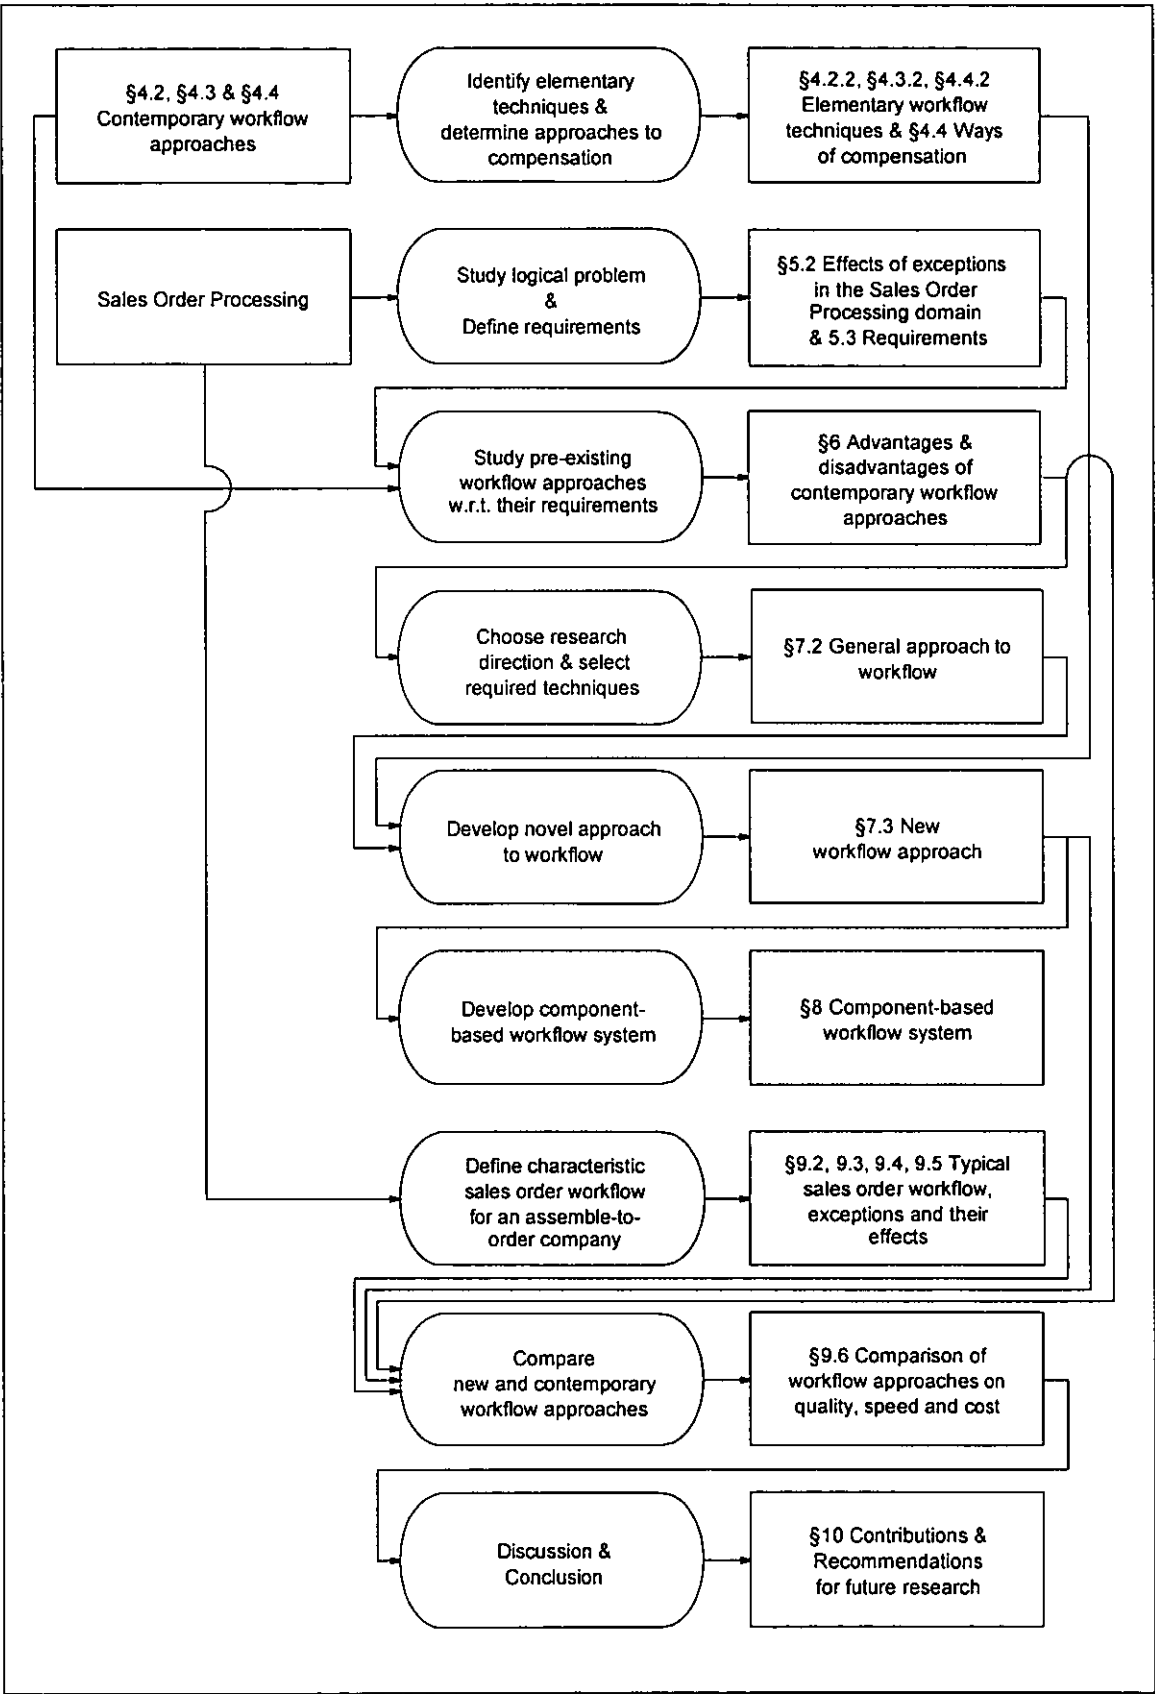 §4.2, §4.3 & §4.4
Contemporary workflow
approaches
Identify elementary
techniques &
determine approaches to
compensation
§4.2.2, §4.3.2, §4.4.2
Elementary workflow
techniques & §4.4 Ways
of compensation
Sales Order Processing
Study logical problem
&
Define requirements
§5.2 Effects of exceptions
in the Sales Order
Processing domain
& 5.3 Requirements
Study pre-existing
workflow approaches
w.r.t. their requirements
§6 Advantages &
disadvantages of
contemporary workflow
approaches
Choose research
direction & select
required techniques
§7.2 General approach to
workflow
Develop novel approach
to workflow
§7.3 New
workflow approach
Develop component-
based workflow system
§8 Component-based
workflow system
Define characteristic
sales order workflow
for an assemble-to-
order company
§9.2, 9.3, 9.4, 9.5 Typical
sales order workflow,
exceptions and their
effects
Compare
new and contemporary
workflow approaches
§9.6 Comparison of
workflow approaches on
quality, speed and cost
Discussion &
Conclusion
§10 Contributions &
Recommendations
for future research